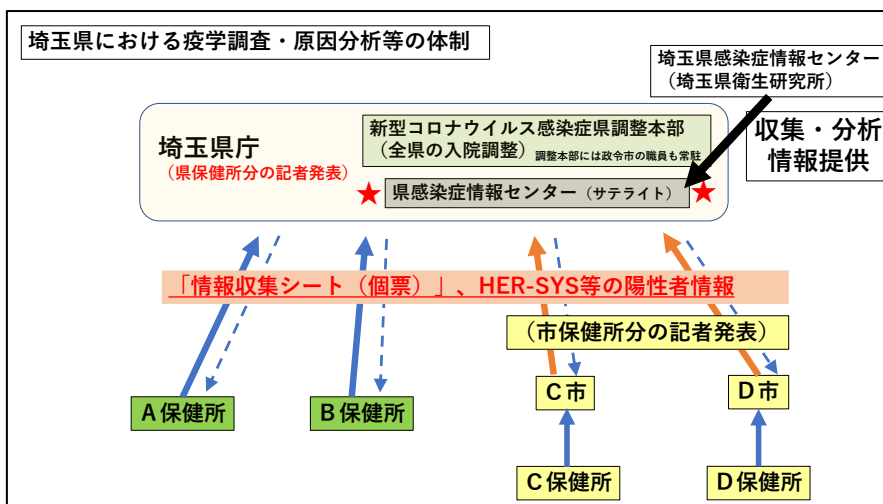 埼玉県における疫学調査・原因分析等の体制
埼玉県感染症情報センター
（埼玉県衛生研究所）
収集・分析
情報提供
新型コロナウイルス感染症県調整本部
（全県の入院調整） 調整本部には政令市の職員も常駐
埼玉県庁
（県保健所分の記者発表）
★ 県感染症情報センター（サテライト） ★
「情報収集シート（個票）」、HER-SYS等の陽性者情報
（市保健所分の記者発表）
A保健所
B保健所
C市
D市
C保健所
D保健所